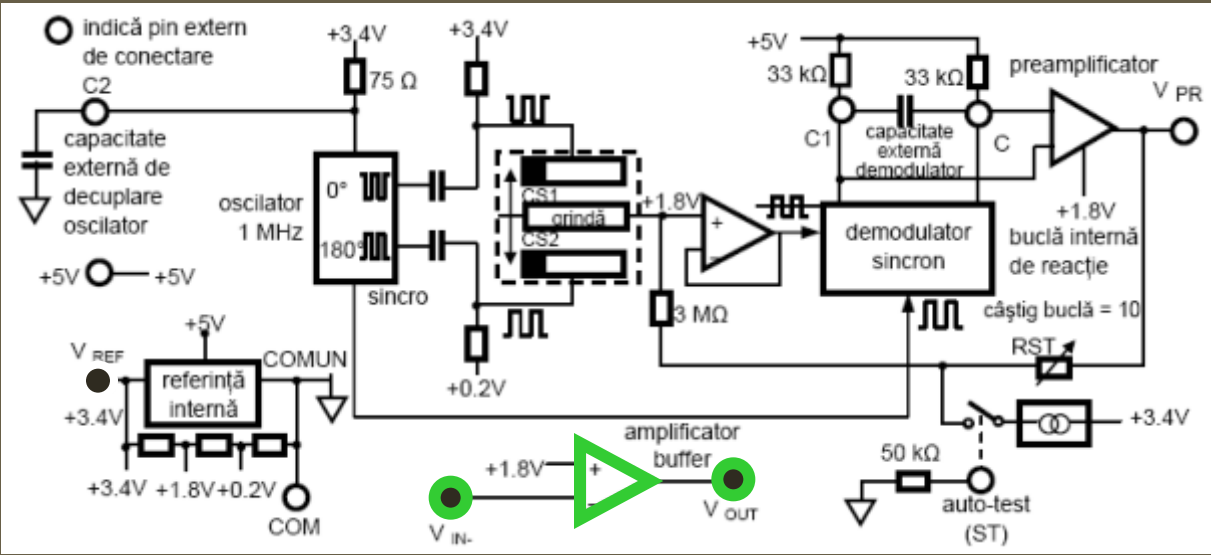 indică pin extern
de conectare
C2
capacitate
externă de
decuplare
oscilator
+5V
+5V
+3.4V
75 Ω
+3.4V
oscilator
1 MHz
0°
180°
sincro
CS1
grindă
CS2
+0.2V
+1.8V
+
–
3 MΩ
+5V
33 kΩ
33 kΩ
C1
capacitate
externă
demodulator
C
demodulator
sincron
preamplificator
V PR
+1.8V
buclă internă
de reacție
câștig buclă = 10
RST
+3.4V
50 kΩ
auto-test
(ST)
+5V
V REF
COMUN
referință
internă
+3.4V
+3.4V
+1.8V
+0.2V
COM
amplificator
buffer
+1.8V
+
–
V IN-
V OUT